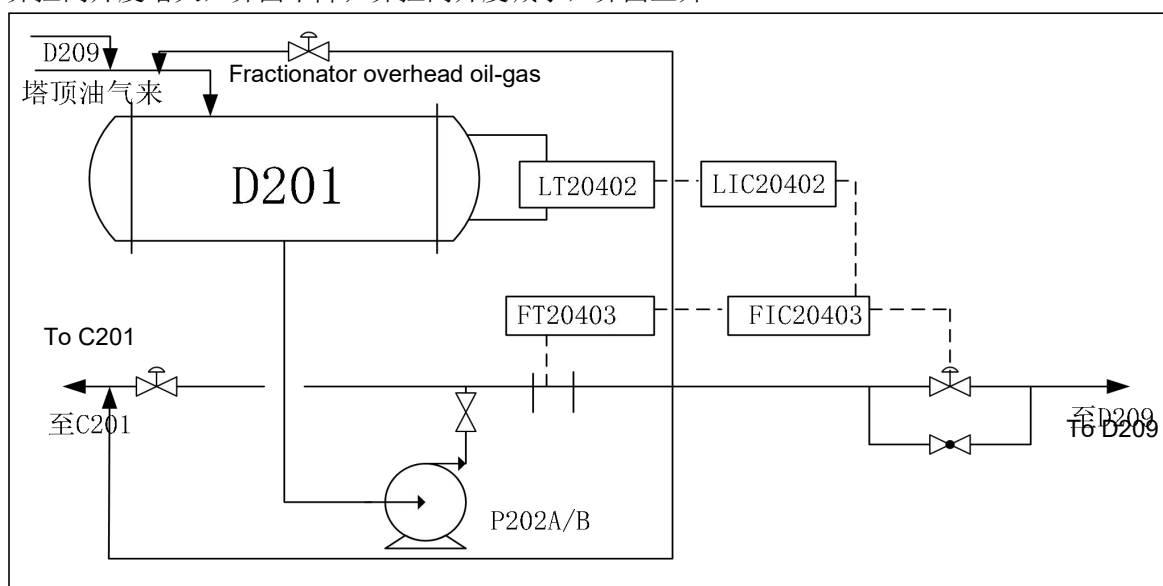 D209
Fractionator overhead oil-gas
塔顶油气来
D201
LT20402
LIC20402
FT20403
FIC20403
To C201
至C201
至D209
To D209
P202A/B